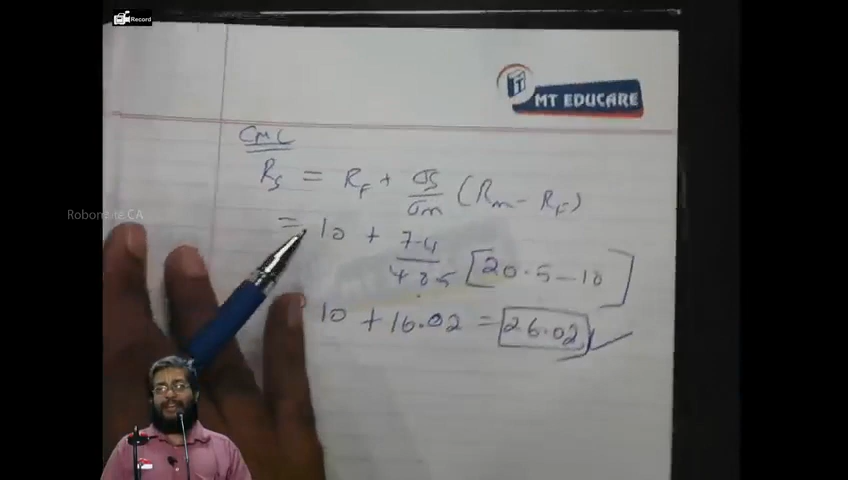 Record
MT EDUCARE
CML
Rs = RF + σs/σm (Rm - RF)
Robomate.CA
= 10 + 7.4/4.85 [20.5 - 10]
10 + 16.02 = 26.02